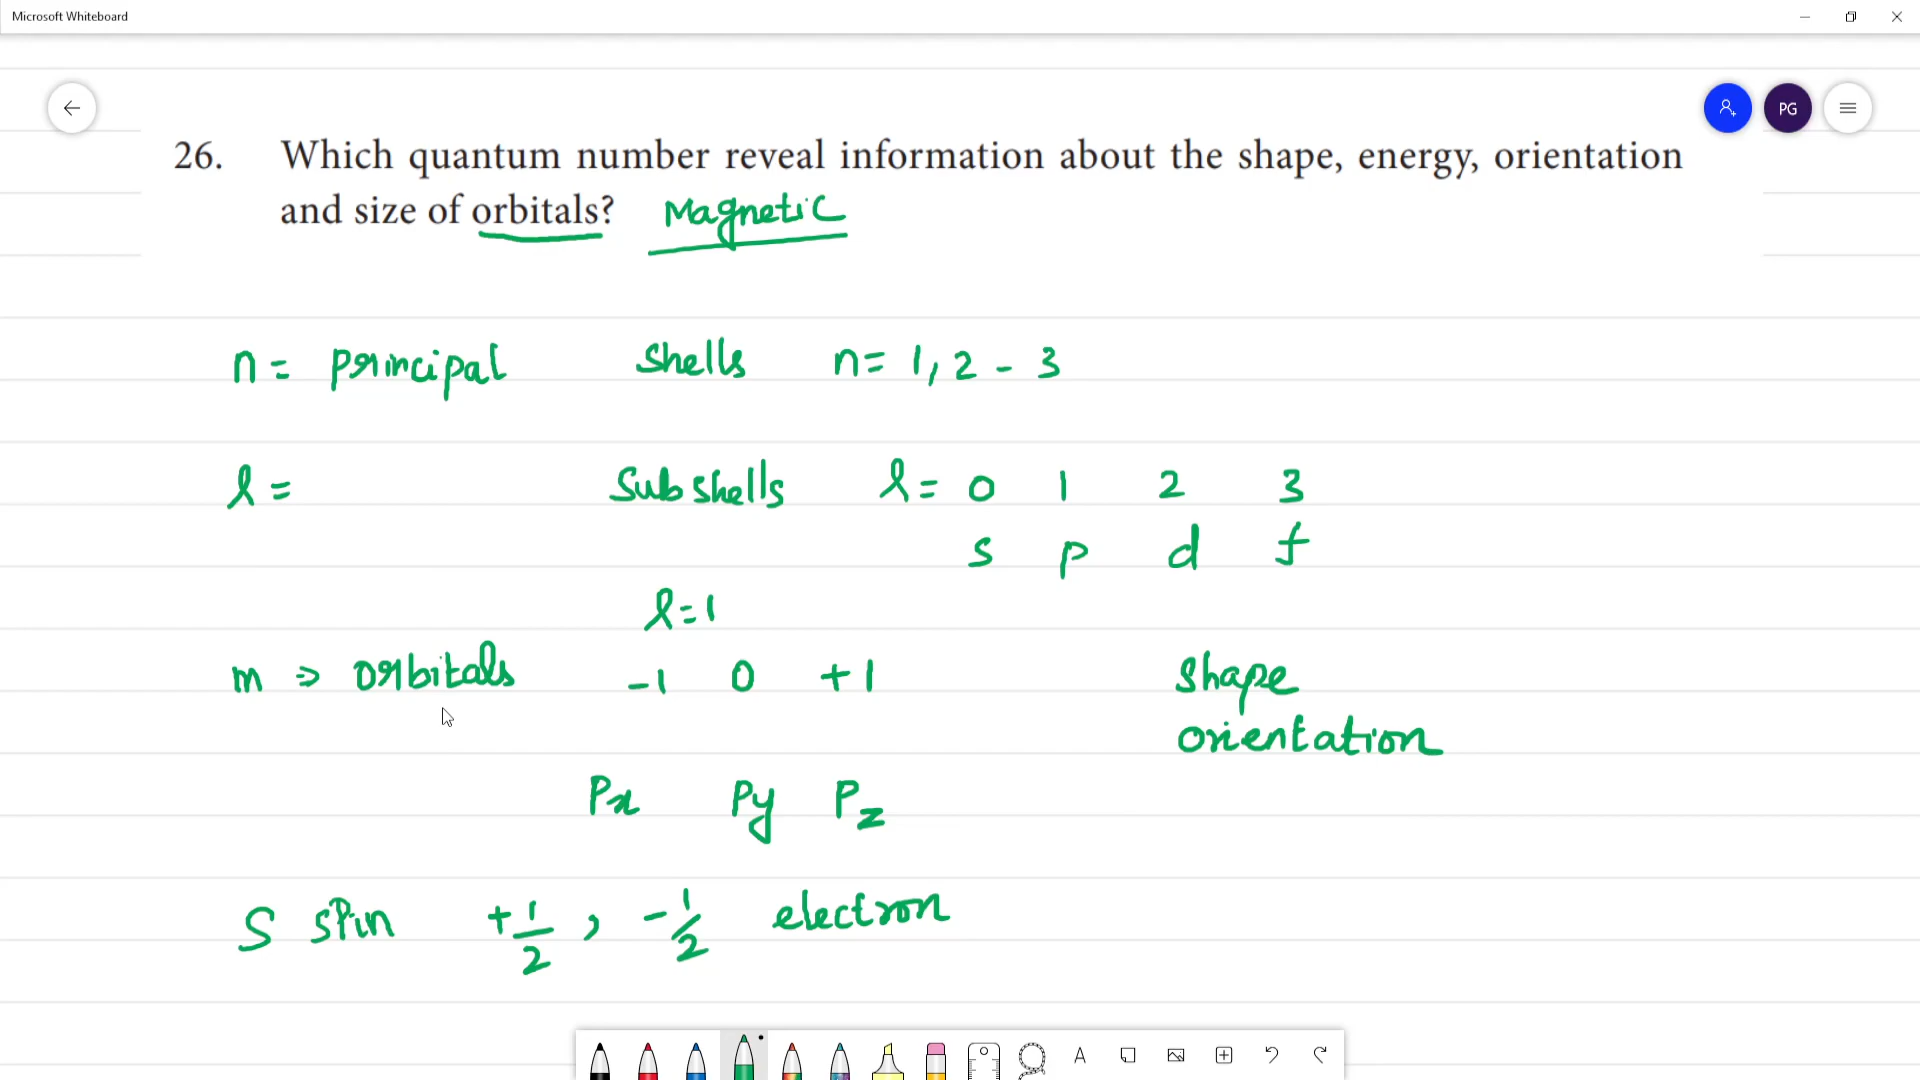 Microsoft Whiteboard
PG
26. Which quantum number reveal information about the shape, energy, orientation
and size of orbitals? Magnetic
n = principal shells n = 1, 2 - 3
l = Subshells l = 0 1 2 3
s p d f
l = 1
m ⇒ orbitals -1 0 +1 shape
orientation
Px Py Pz
S spin +1/2 , -1/2 electron
A